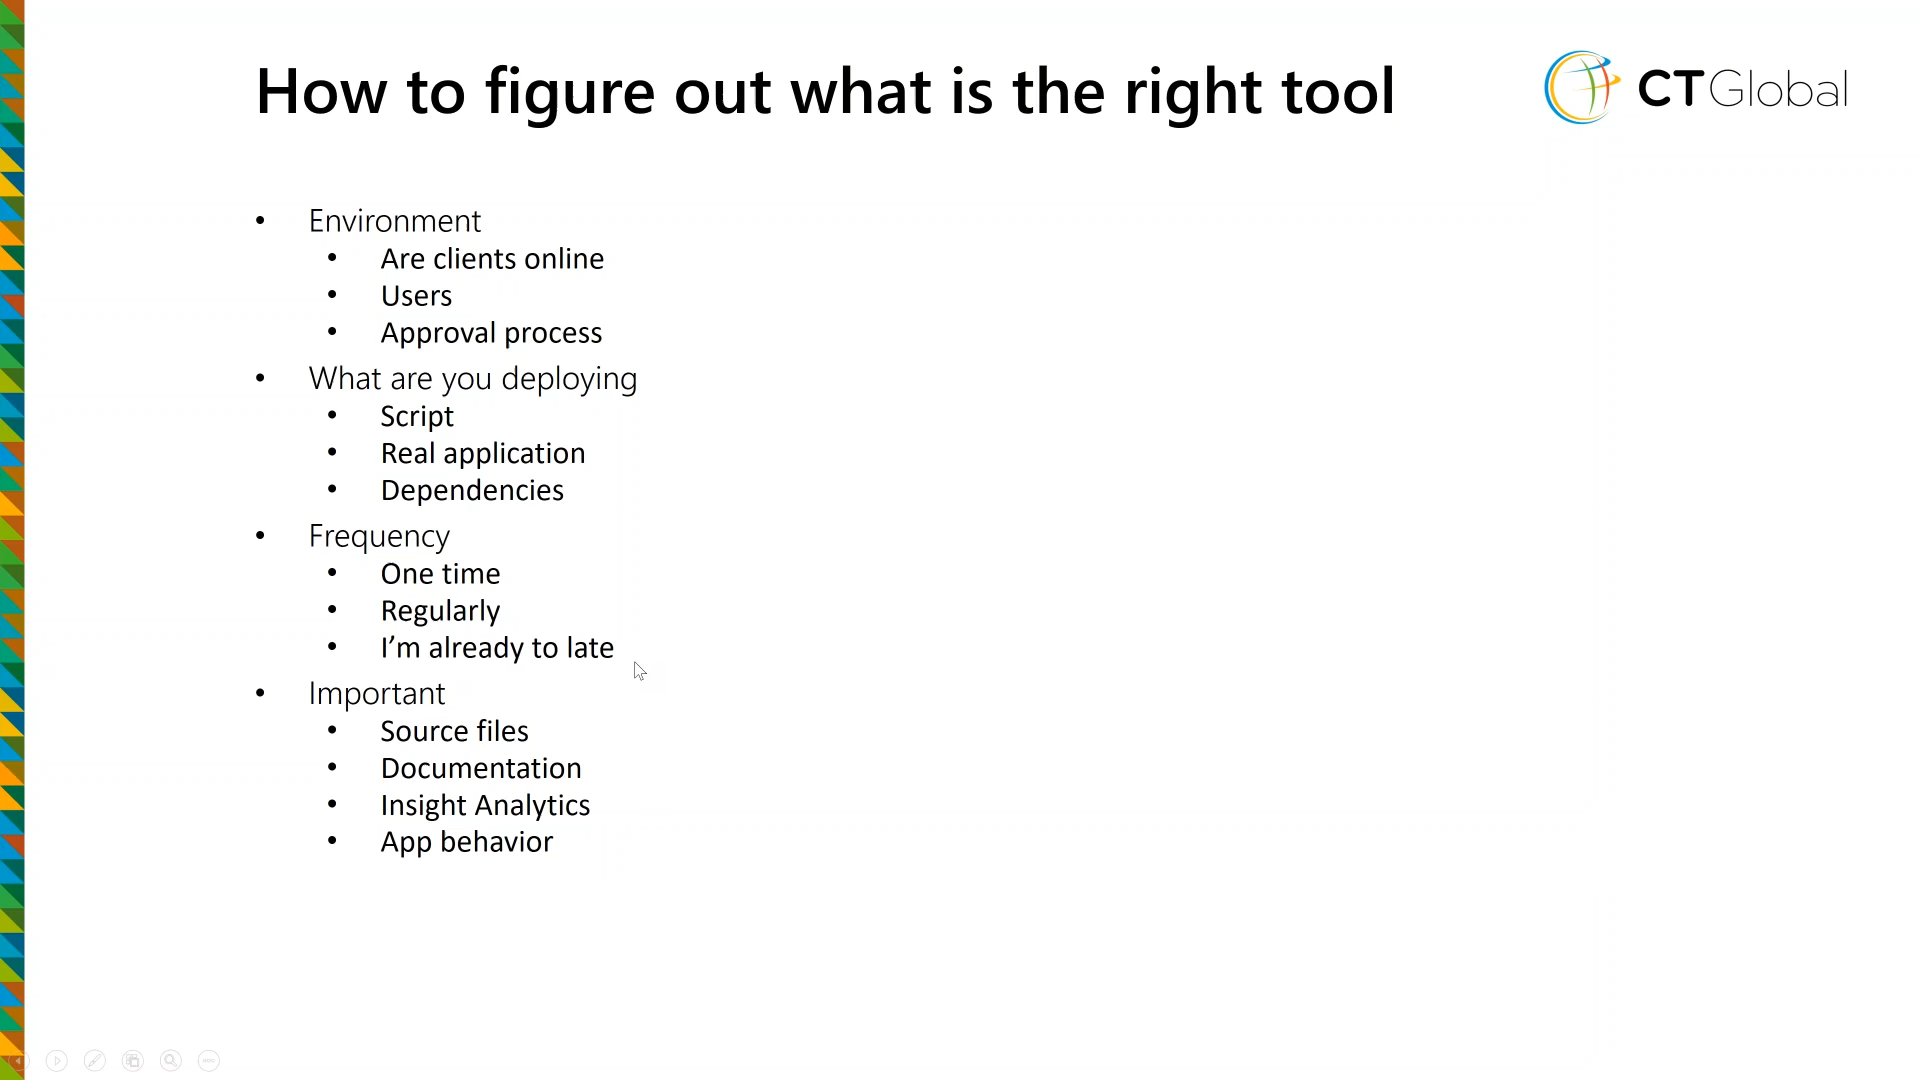 How to figure out what is the right tool
CTGlobal
• Environment
• Are clients online
• Users
• Approval process
• What are you deploying
• Script
• Real application
• Dependencies
• Frequency
• One time
• Regularly
• I’m already to late
• Important
• Source files
• Documentation
• Insight Analytics
• App behavior